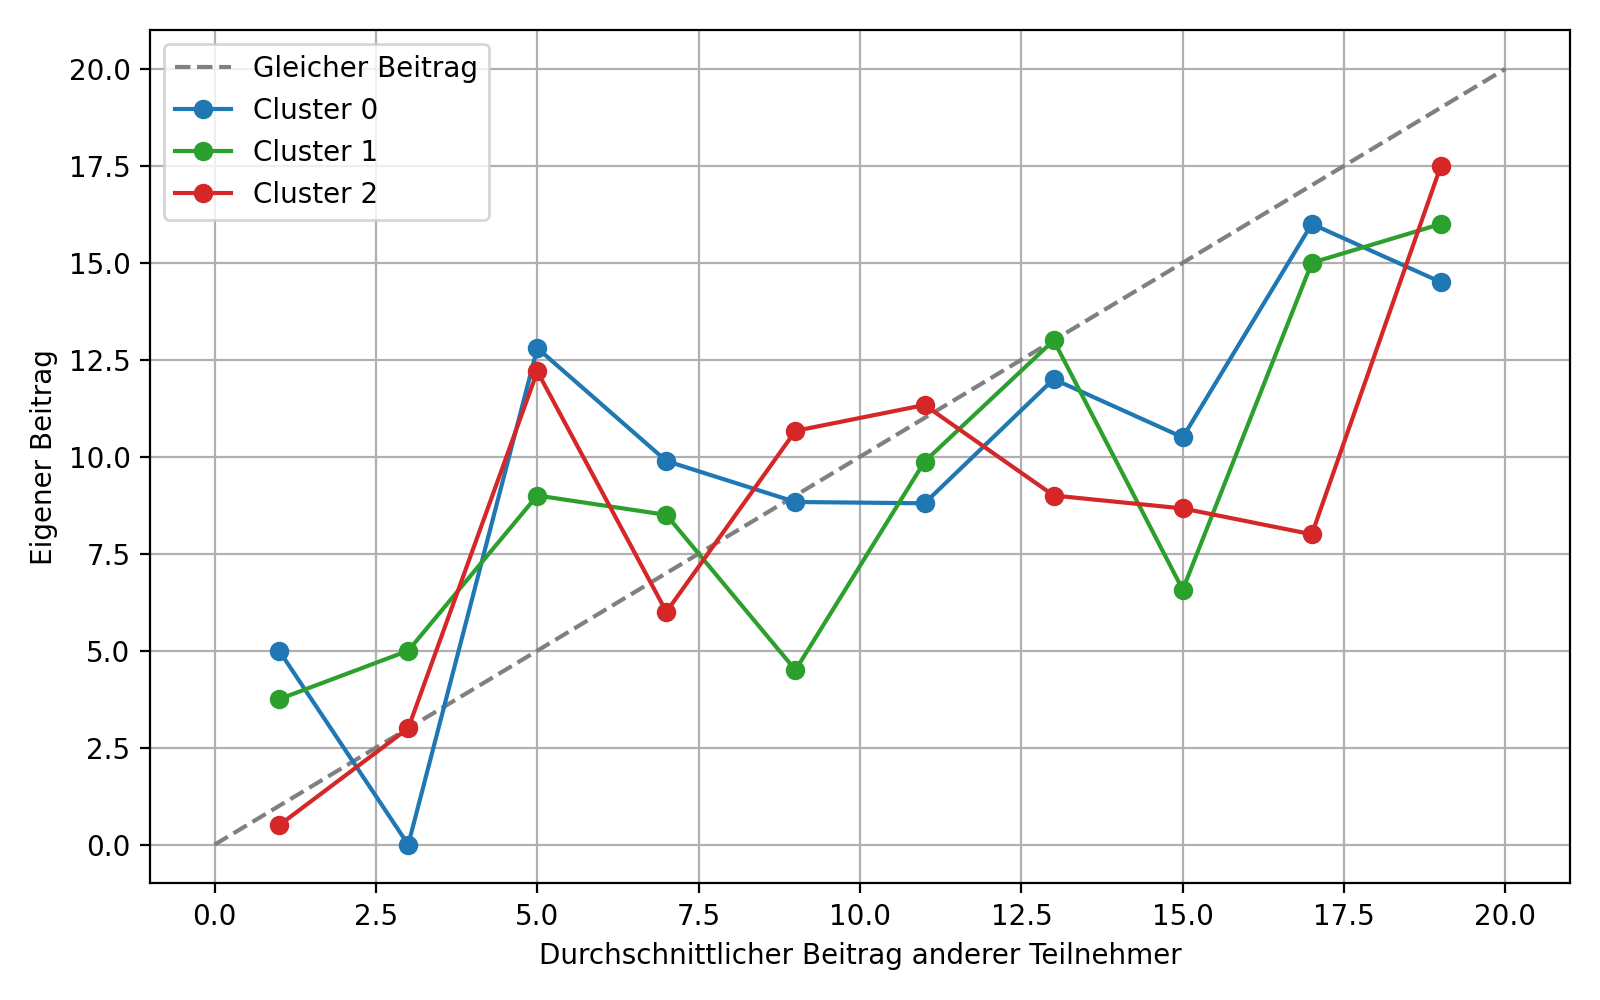 Gleicher Beitrag
Cluster 0
Cluster 1
Cluster 2
20.0
17.5
15.0
12.5
10.0
7.5
5.0
2.5
0.0
Eigener Beitrag
0.0 2.5 5.0 7.5 10.0 12.5 15.0 17.5 20.0
Durchschnittlicher Beitrag anderer Teilnehmer